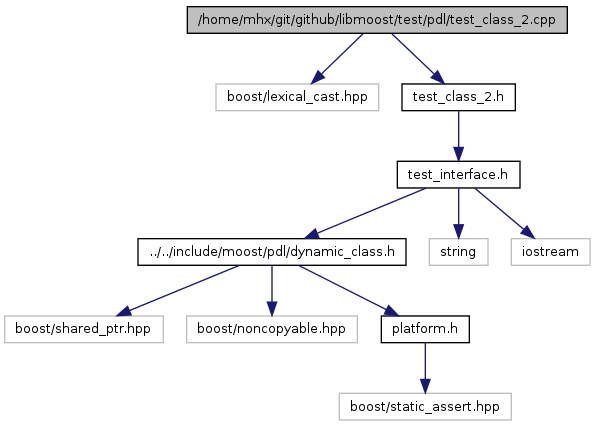 /home/mhx/git/github/libmoost/test/pdl/test_class_2.cpp
boost/lexical_cast.hpp
test_class_2.h
test_interface.h
../../include/moost/pdl/dynamic_class.h
string
iostream
boost/shared_ptr.hpp
boost/noncopyable.hpp
platform.h
boost/static_assert.hpp